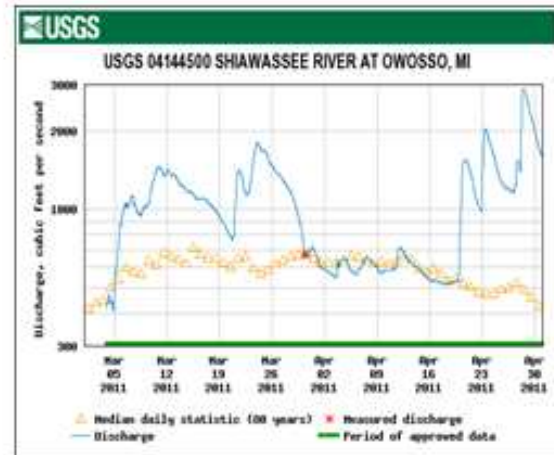 USGS
USGS 04144500 SHIAWASSEE RIVER AT OWOSSO, MI
Discharge, cubic feet per second
3000
2000
1000
300
Mar Mar Mar Mar Apr Apr Apr Apr Apr
05 12 19 26 02 09 16 23 30
2011 2011 2011 2011 2011 2011 2011 2011 2011
Median daily statistic (80 years) Measured discharge
Discharge Period of approved data